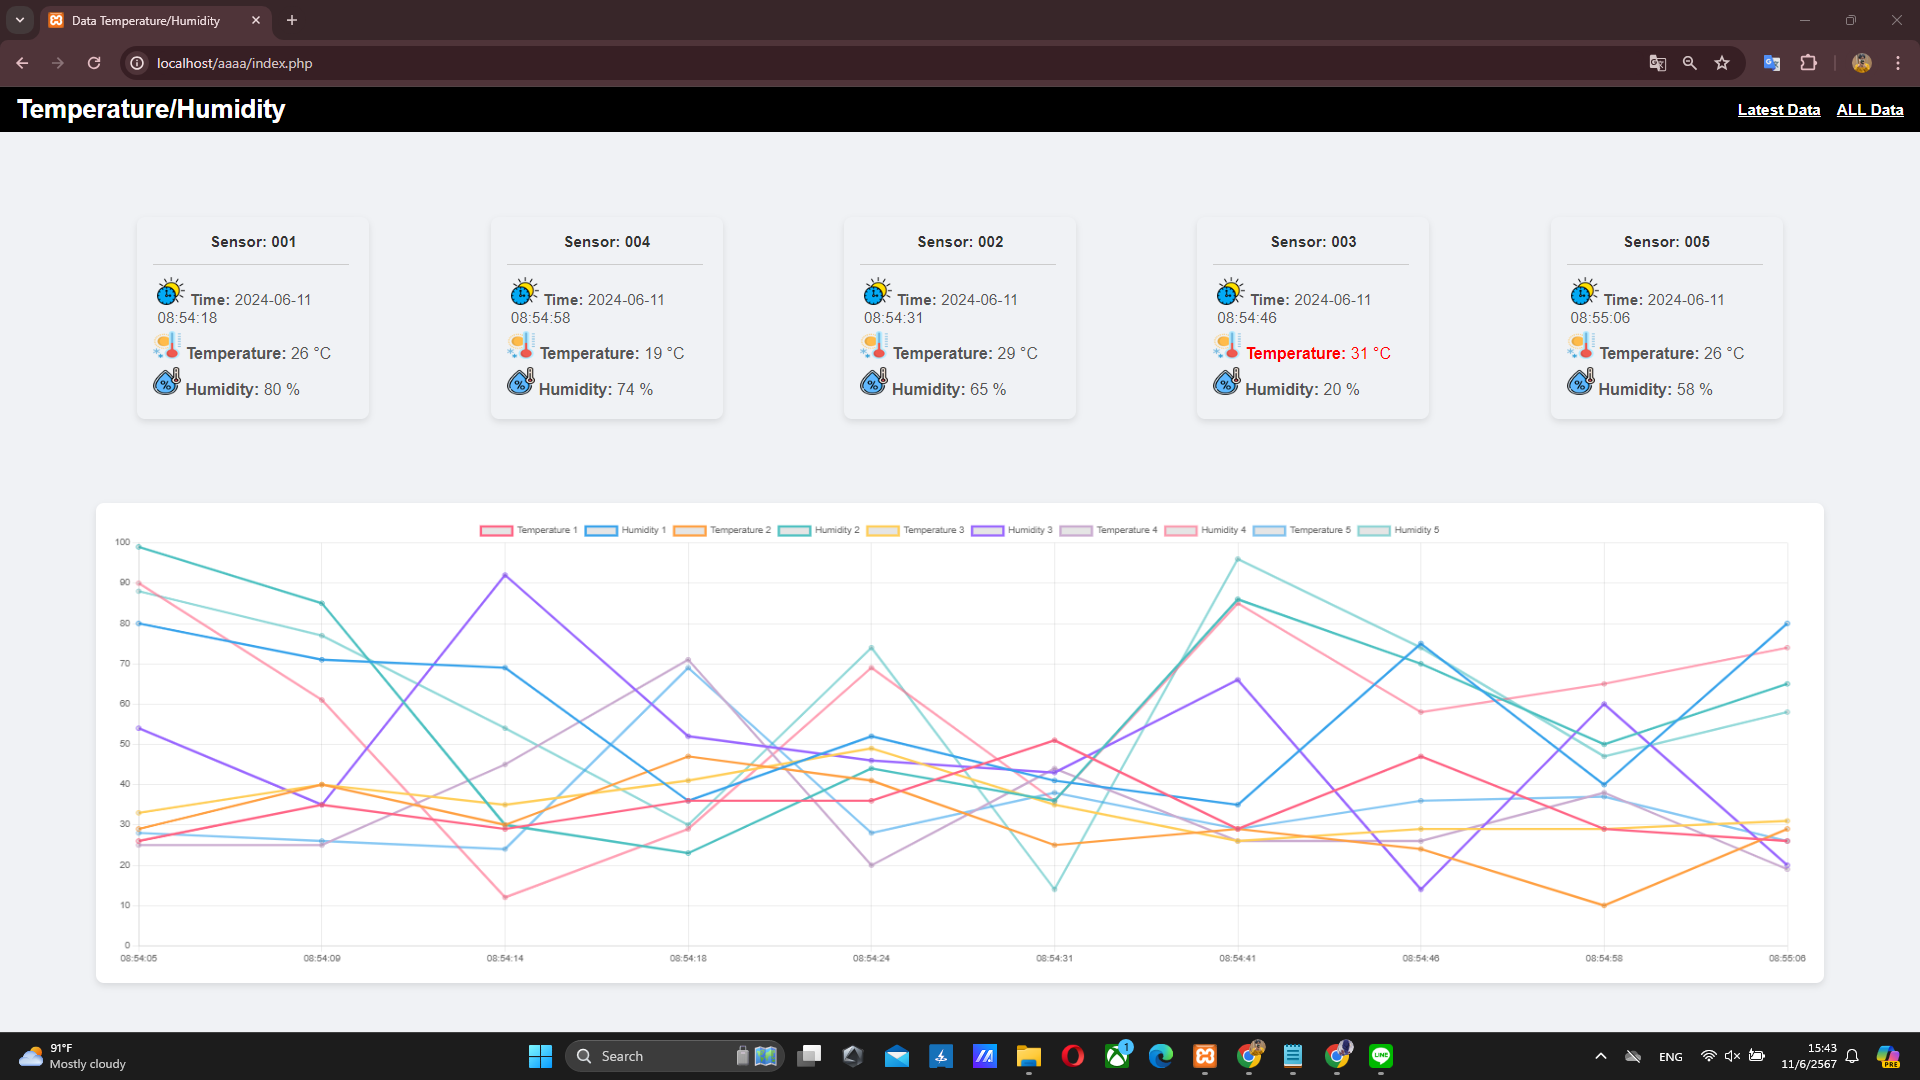 Data Temperature/Humidity
localhost/aaaa/index.php
Temperature/Humidity
Latest Data ALL Data
Sensor: 001
Time: 2024-06-11
08:54:18
Temperature: 26 °C
Humidity: 80 %
Sensor: 004
Time: 2024-06-11
08:54:58
Temperature: 19 °C
Humidity: 74 %
Sensor: 002
Time: 2024-06-11
08:54:31
Temperature: 29 °C
Humidity: 65 %
Sensor: 003
Time: 2024-06-11
08:54:46
Temperature: 31 °C
Humidity: 20 %
Sensor: 005
Time: 2024-06-11
08:55:06
Temperature: 26 °C
Humidity: 58 %
Temperature 1 Humidity 1 Temperature 2 Humidity 2 Temperature 3 Humidity 3 Temperature 4 Humidity 4 Temperature 5 Humidity 5
100
90
80
70
60
50
40
30
20
10
0
08:54:05 08:54:09 08:54:14 08:54:18 08:54:24 08:54:31 08:54:41 08:54:46 08:54:58 08:55:06
91°F
Mostly cloudy
Search
1
LINE
ENG
15:43
11/6/2567
PRE